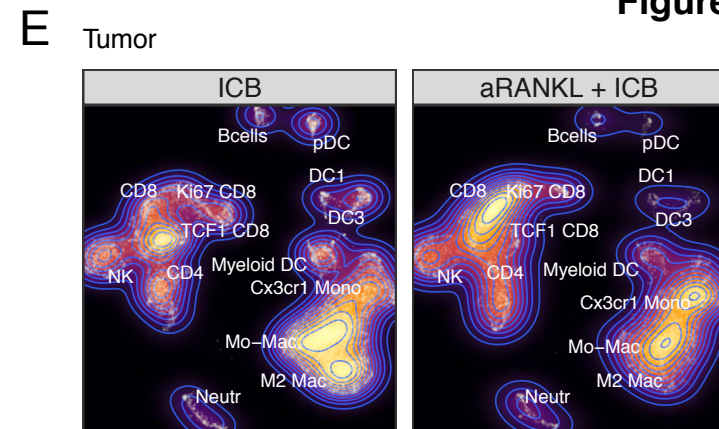 Figure
E
Tumor
ICB
aRANKL + ICB
Bcells
pDC
DC1
CD8
Ki67 CD8
DC3
TCF1 CD8
Myeloid DC
NK
CD4
Cx3cr1 Mono
Mo-Mac
M2 Mac
Neutr
Bcells
pDC
DC1
CD8
Ki67 CD8
DC3
TCF1 CD8
Myeloid DC
NK
CD4
Cx3cr1 Mono
Mo-Mac
M2 Mac
Neutr